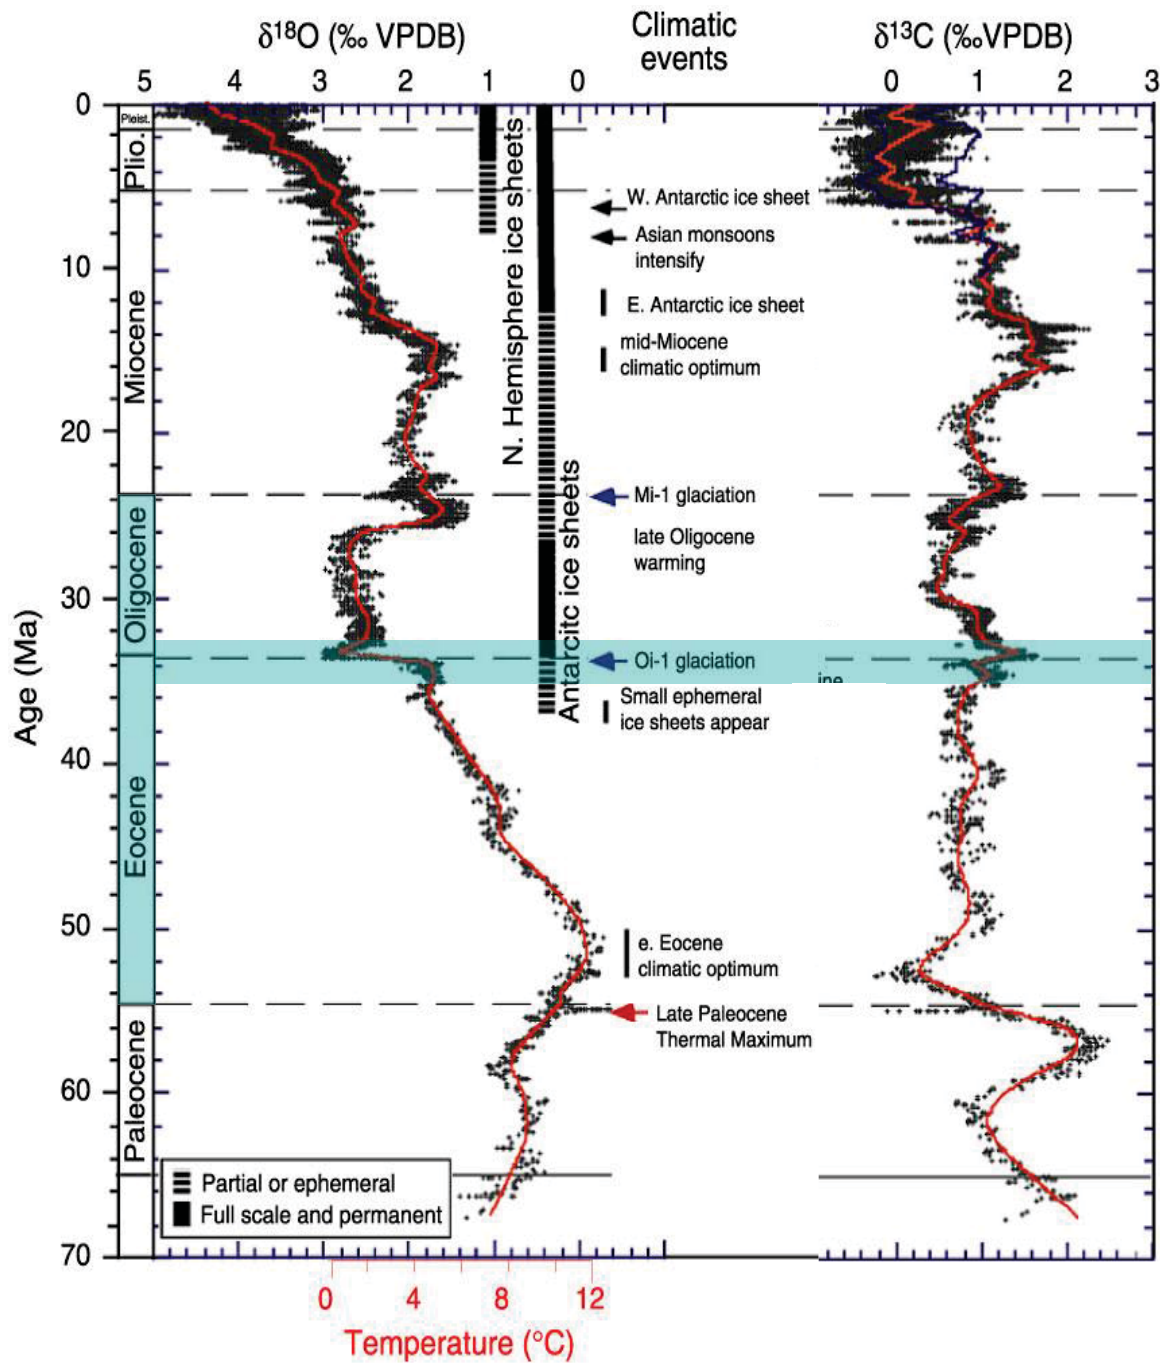 δ18O (‰ VPDB)
Climatic
events
δ13C (‰VPDB)
5 4 3 2 1 0
0 1 2 3
0
10
20
30
40
50
60
70
Age (Ma)
Pleist.
Plio.
Miocene
Oligocene
Eocene
Paleocene
N. Hemisphere ice sheets
Antarcitc ice sheets
W. Antarctic ice sheet
Asian monsoons
intensify
E. Antarctic ice sheet
mid-Miocene
climatic optimum
Mi-1 glaciation
late Oligocene
warming
Oi-1 glaciation
Small ephemeral
ice sheets appear
e. Eocene
climatic optimum
Late Paleocene
Thermal Maximum
Partial or ephemeral
Full scale and permanent
0 4 8 12
Temperature (°C)